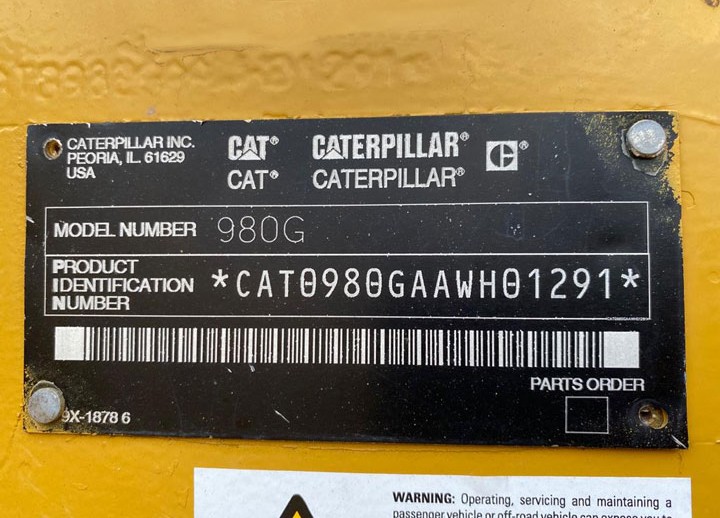 CATERPILLAR INC.
PEORIA, IL. 61629
USA
CAT® CATERPILLAR® C®
CAT® CATERPILLAR®
MODEL NUMBER 980G
PRODUCT
IDENTIFICATION
NUMBER
*CAT0980GAAWH01291*
PARTS ORDER
9X-1878 6
WARNING: Operating, servicing and maintaining a
passenger vehicle or off-road vehicle can expose you to